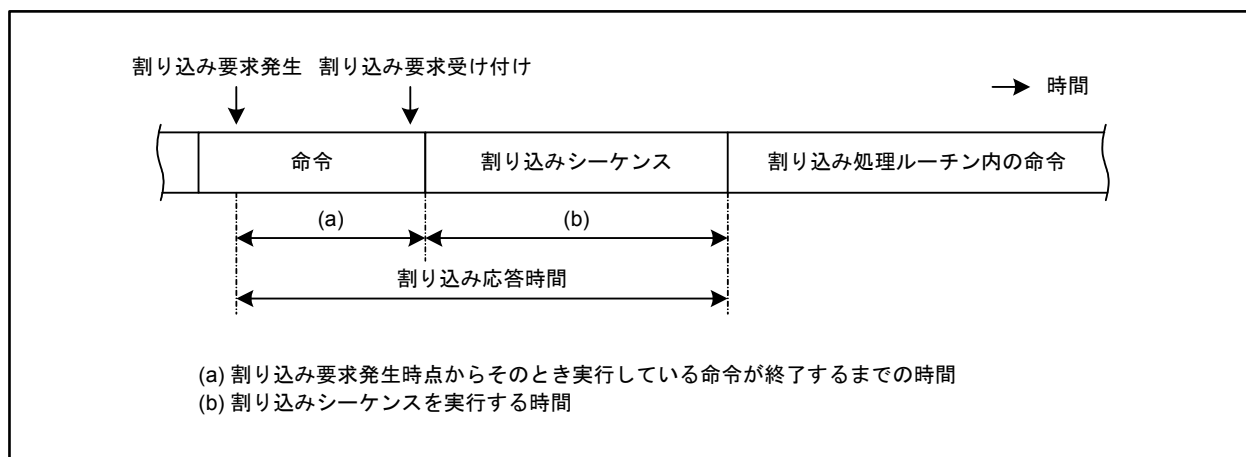 割り込み要求発生 割り込み要求受け付け
時間
命令 割り込みシーケンス 割り込み処理ルーチン内の命令
(a) (b)
割り込み応答時間
(a) 割り込み要求発生時点からそのとき実行している命令が終了するまでの時間
(b) 割り込みシーケンスを実行する時間